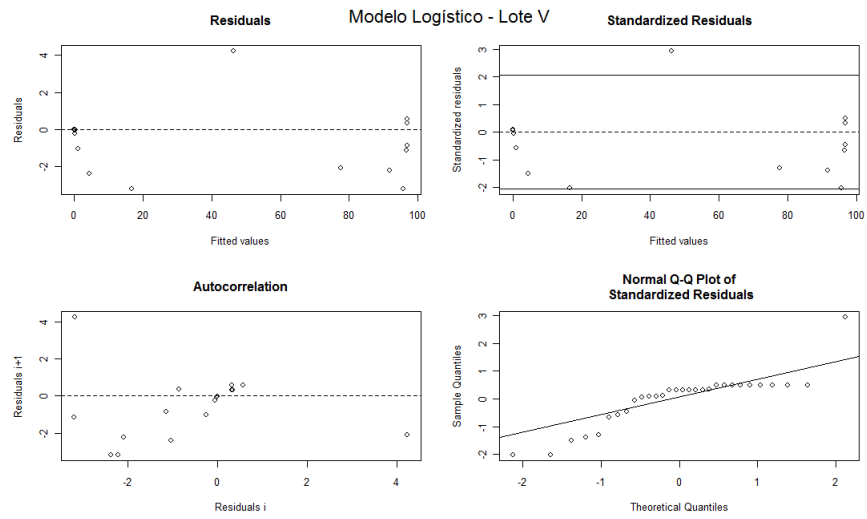 Modelo Logístico - Lote V
Residuals
Residuals
4
2
0
-2
0 20 40 60 80 100
Fitted values
Standardized Residuals
Standardized residuals
3
2
1
0
-1
-2
0 20 40 60 80 100
Fitted values
Autocorrelation
Residuals i+1
4
2
0
-2
-2 0 2 4
Residuals i
Normal Q-Q Plot of
Standardized Residuals
Sample Quantiles
3
2
1
0
-1
-2
-2 -1 0 1 2
Theoretical Quantiles